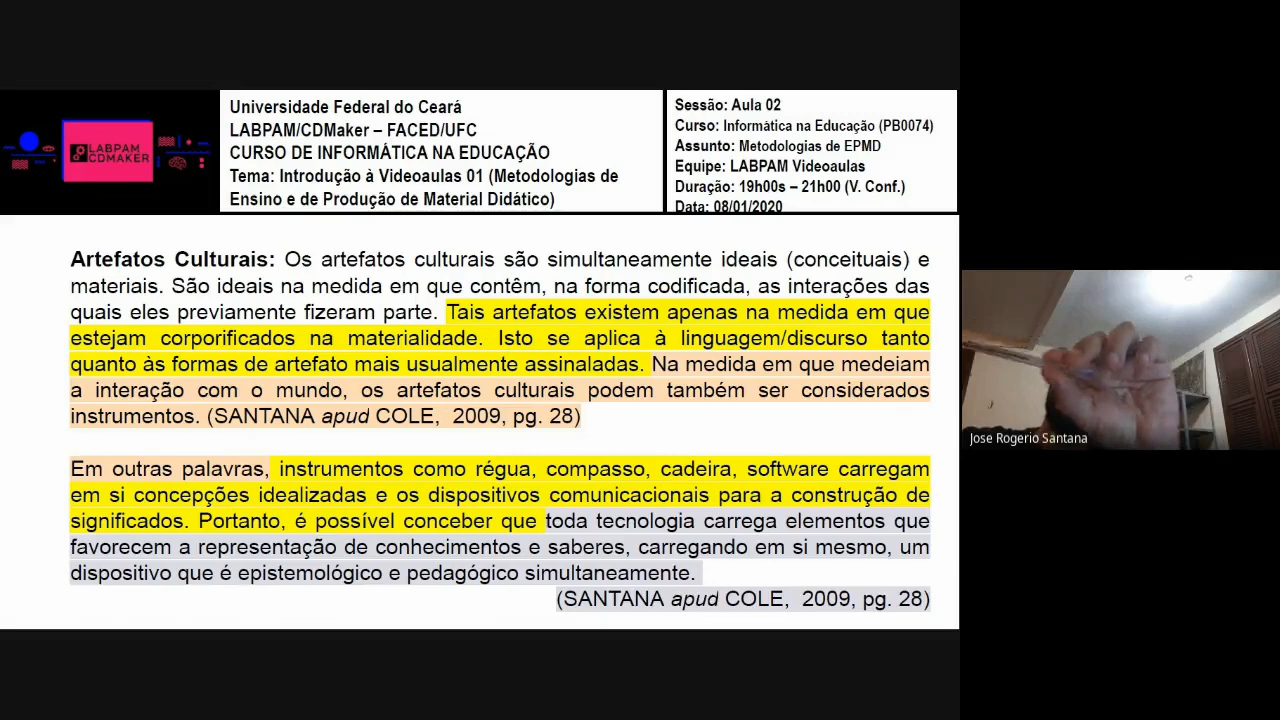 LABPAM
CDMAKER
Universidade Federal do Ceará
LABPAM/CDMaker – FACED/UFC
CURSO DE INFORMÁTICA NA EDUCAÇÃO
Tema: Introdução à Videoaulas 01 (Metodologias de
Ensino e de Produção de Material Didático)
Sessão: Aula 02
Curso: Informática na Educação (PB0074)
Assunto: Metodologias de EPMD
Equipe: LABPAM Videoaulas
Duração: 19h00s – 21h00 (V. Conf.)
Data: 08/01/2020
Artefatos Culturais: Os artefatos culturais são simultaneamente ideais (conceituais) e
materiais. São ideais na medida em que contêm, na forma codificada, as interações das
quais eles previamente fizeram parte. Tais artefatos existem apenas na medida em que
estejam corporificados na materialidade. Isto se aplica à linguagem/discurso tanto
quanto às formas de artefato mais usualmente assinaladas. Na medida em que medeiam
a interação com o mundo, os artefatos culturais podem também ser considerados
instrumentos. (SANTANA apud COLE, 2009, pg. 28)
Em outras palavras, instrumentos como régua, compasso, cadeira, software carregam
em si concepções idealizadas e os dispositivos comunicacionais para a construção de
significados. Portanto, é possível conceber que toda tecnologia carrega elementos que
favorecem a representação de conhecimentos e saberes, carregando em si mesmo, um
dispositivo que é epistemológico e pedagógico simultaneamente.
(SANTANA apud COLE, 2009, pg. 28)
Jose Rogerio Santana